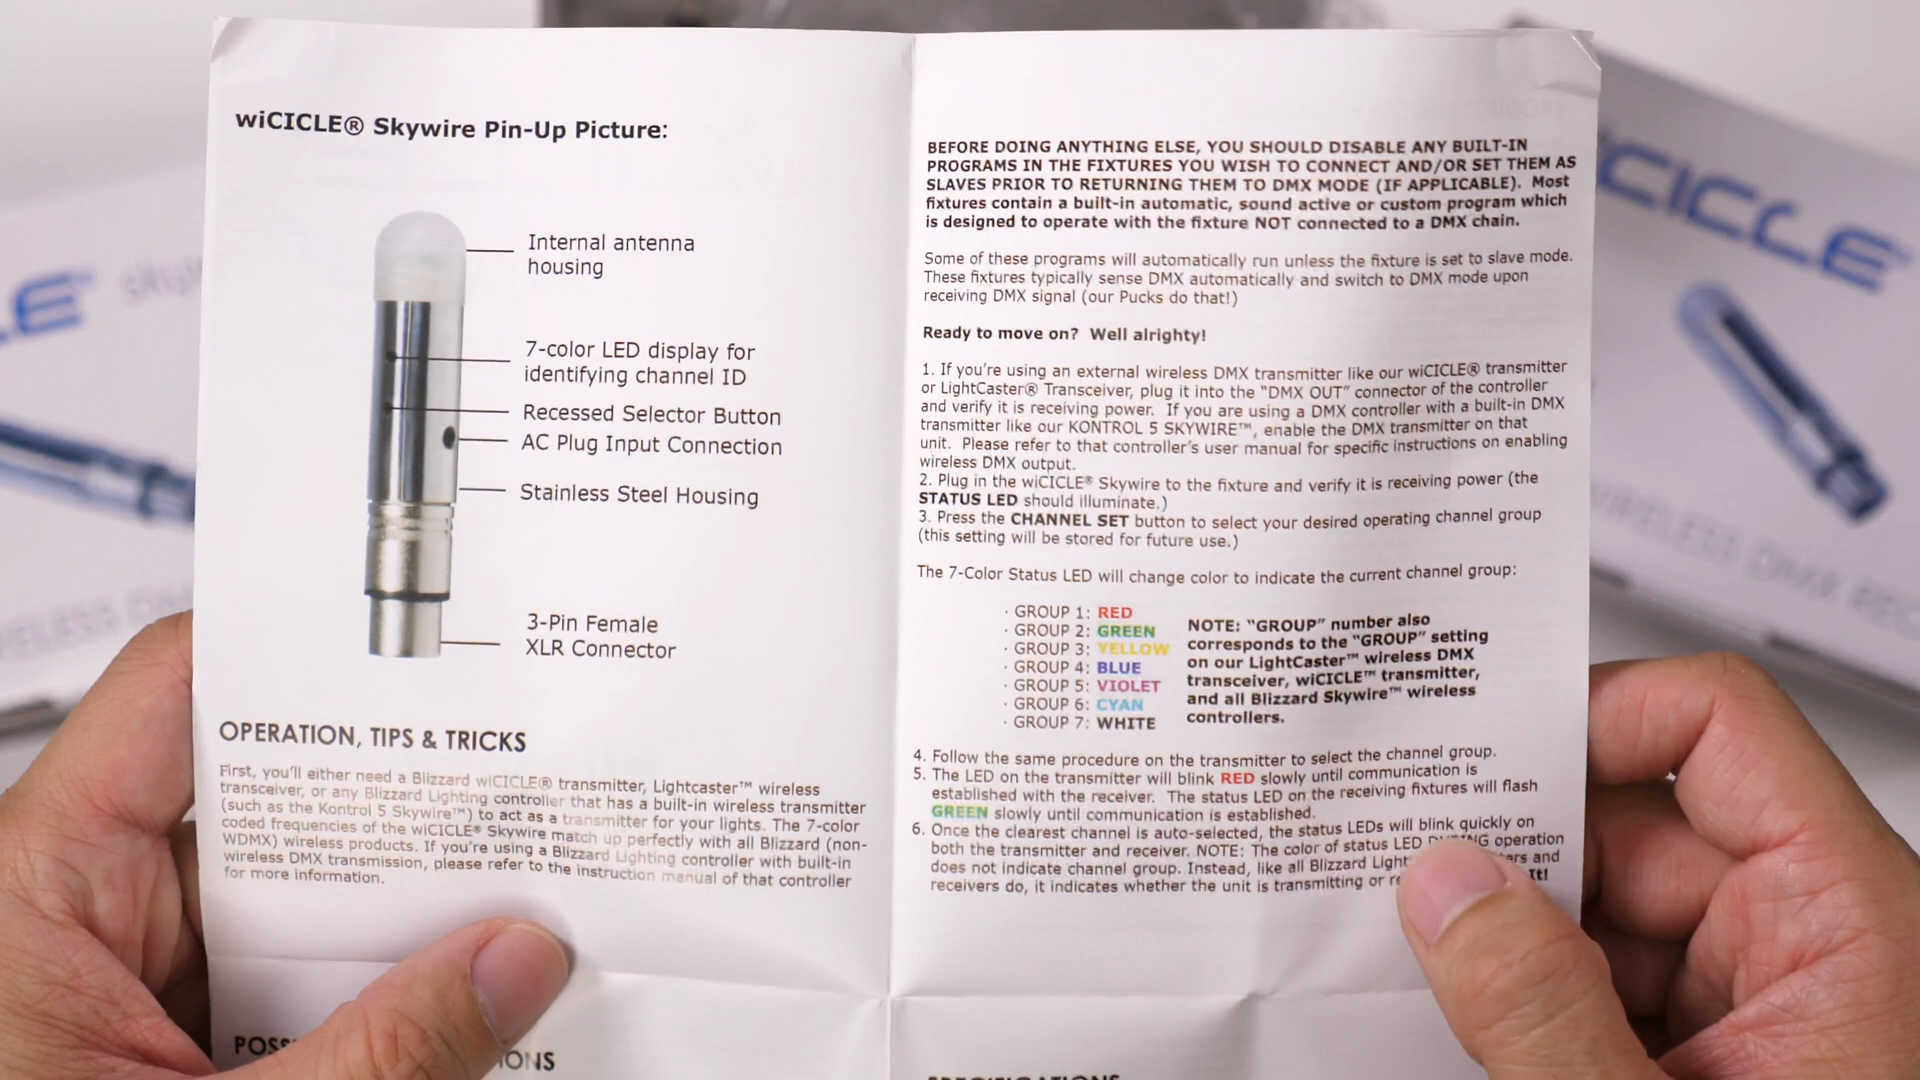 wiCICLE® Skywire Pin-Up Picture:
Internal antenna
housing
7-color LED display for
identifying channel ID
Recessed Selector Button
AC Plug Input Connection
Stainless Steel Housing
3-Pin Female
XLR Connector
OPERATION, TIPS & TRICKS
First, you'll either need a Blizzard wiCICLE® transmitter, Lightcaster™ wireless
transceiver, or any Blizzard Lighting controller that has a built-in wireless transmitter
(such as the Kontrol 5 Skywire™) to act as a transmitter for your lights. The 7-color
coded frequencies of the wiCICLE® Skywire match up perfectly with all Blizzard (non-
WDMX) wireless products. If you're using a Blizzard Lighting controller with built-in
wireless DMX transmission, please refer to the instruction manual of that controller
for more information.
BEFORE DOING ANYTHING ELSE, YOU SHOULD DISABLE ANY BUILT-IN
PROGRAMS IN THE FIXTURES YOU WISH TO CONNECT AND/OR SET THEM AS
SLAVES PRIOR TO RETURNING THEM TO DMX MODE (IF APPLICABLE). Most
fixtures contain a built-in automatic, sound active or custom program which
is designed to operate with the fixture NOT connected to a DMX chain.
Some of these programs will automatically run unless the fixture is set to slave mode.
These fixtures typically sense DMX automatically and switch to DMX mode upon
receiving DMX signal (our Pucks do that!)
Ready to move on? Well alrighty!
1. If you're using an external wireless DMX transmitter like our wiCICLE® transmitter
or LightCaster® Transceiver, plug it into the "DMX OUT" connector of the controller
and verify it is receiving power. If you are using a DMX controller with a built-in DMX
transmitter like our KONTROL 5 SKYWIRE™, enable the DMX transmitter on that
unit. Please refer to that controller's user manual for specific instructions on enabling
wireless DMX output.
2. Plug in the wiCICLE® Skywire to the fixture and verify it is receiving power (the
STATUS LED should illuminate.)
3. Press the CHANNEL SET button to select your desired operating channel group
(this setting will be stored for future use.)
The 7-Color Status LED will change color to indicate the current channel group:
· GROUP 1: RED
· GROUP 2: GREEN
· GROUP 3: YELLOW
· GROUP 4: BLUE
· GROUP 5: VIOLET
· GROUP 6: CYAN
· GROUP 7: WHITE
NOTE: "GROUP" number also
corresponds to the "GROUP" setting
on our LightCaster™ wireless DMX
transceiver, wiCICLE™ transmitter,
and all Blizzard Skywire™ wireless
controllers.
4. Follow the same procedure on the transmitter to select the channel group.
5. The LED on the transmitter will blink RED slowly until communication is
established with the receiver. The status LED on the receiving fixtures will flash
GREEN slowly until communication is established.
6. Once the clearest channel is auto-selected, the status LEDs will blink quickly on
both the transmitter and receiver. NOTE: The color of status LED operation
does not indicate channel group. Instead, like all Blizzard and
receivers do, it indicates whether the unit is transmitting or It!